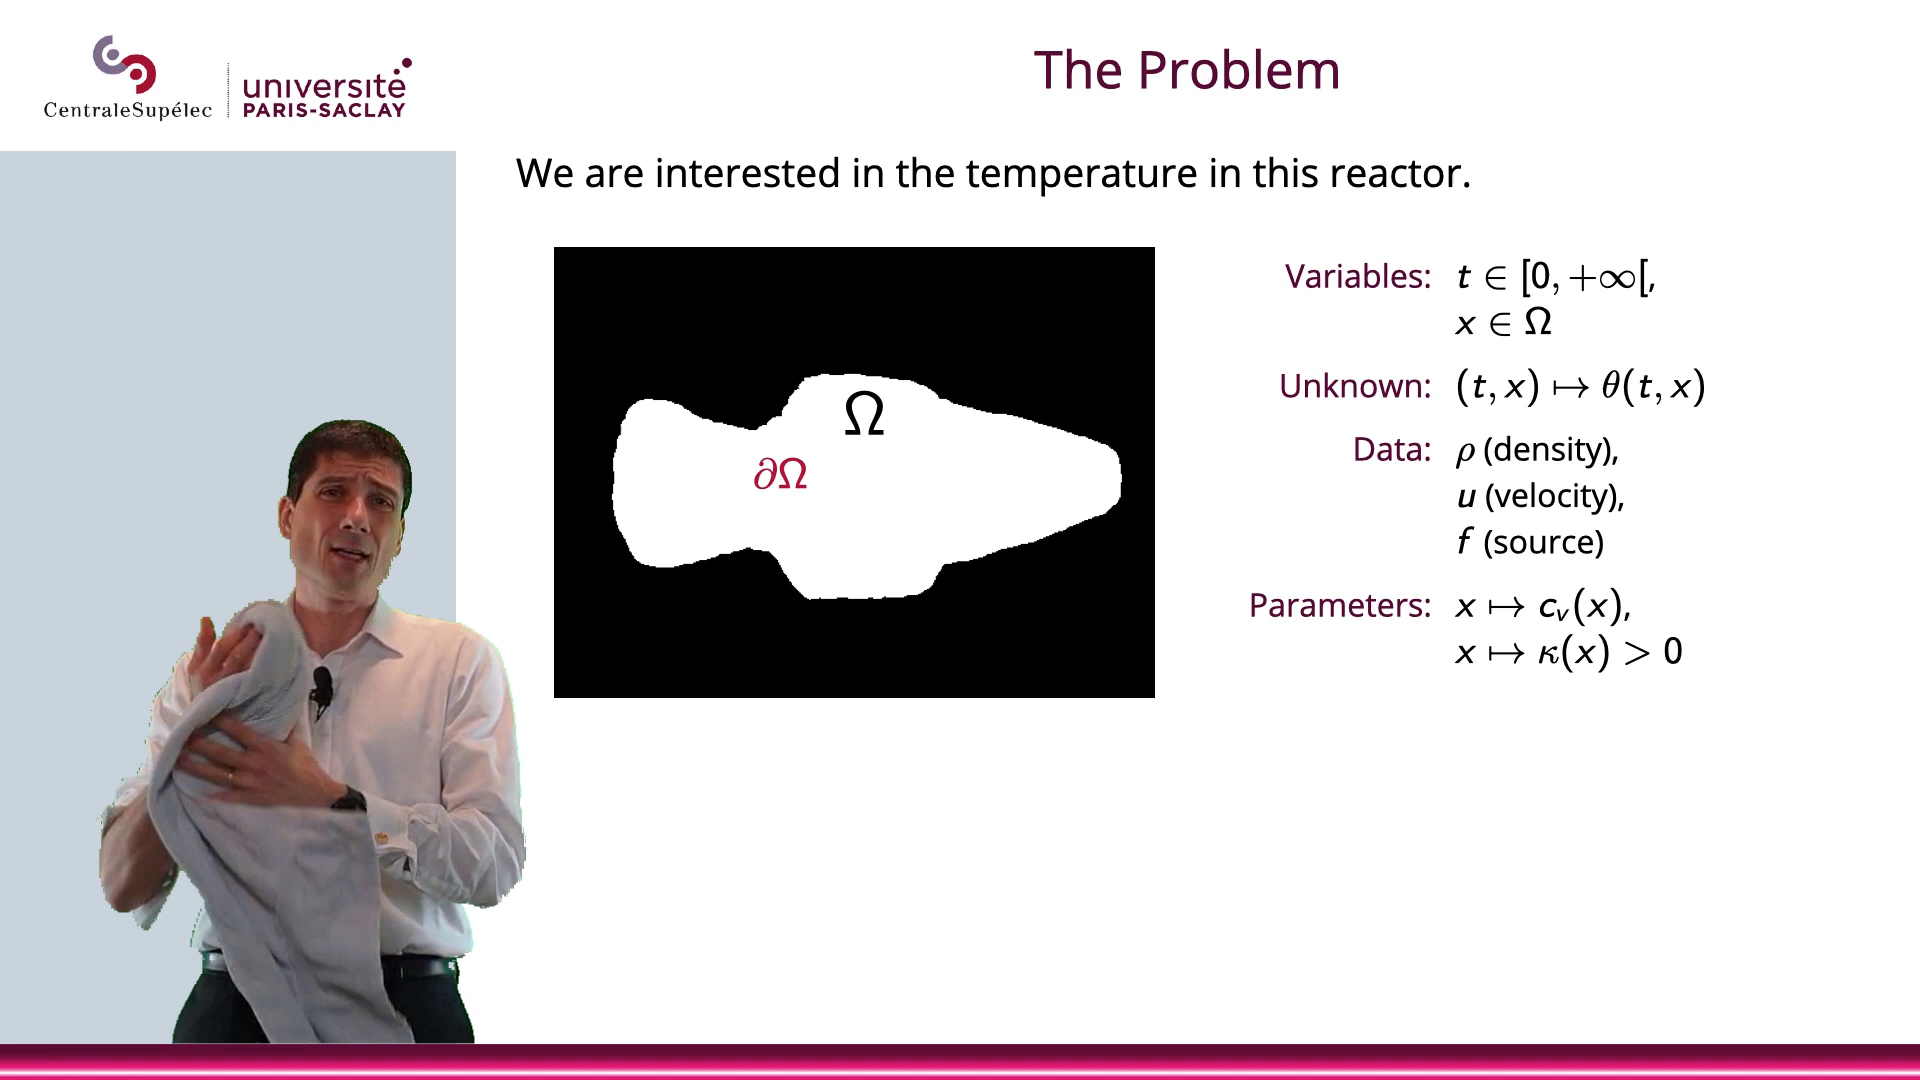 CentraleSupélec
université
PARIS-SACLAY
The Problem
We are interested in the temperature in this reactor.
Ω
∂Ω
Variables: t ∈ [0, +∞[,
x ∈ Ω
Unknown: (t, x) ↦ θ(t, x)
Data: ρ (density),
u (velocity),
f (source)
Parameters: x ↦ cᵥ(x),
x ↦ κ(x) > 0